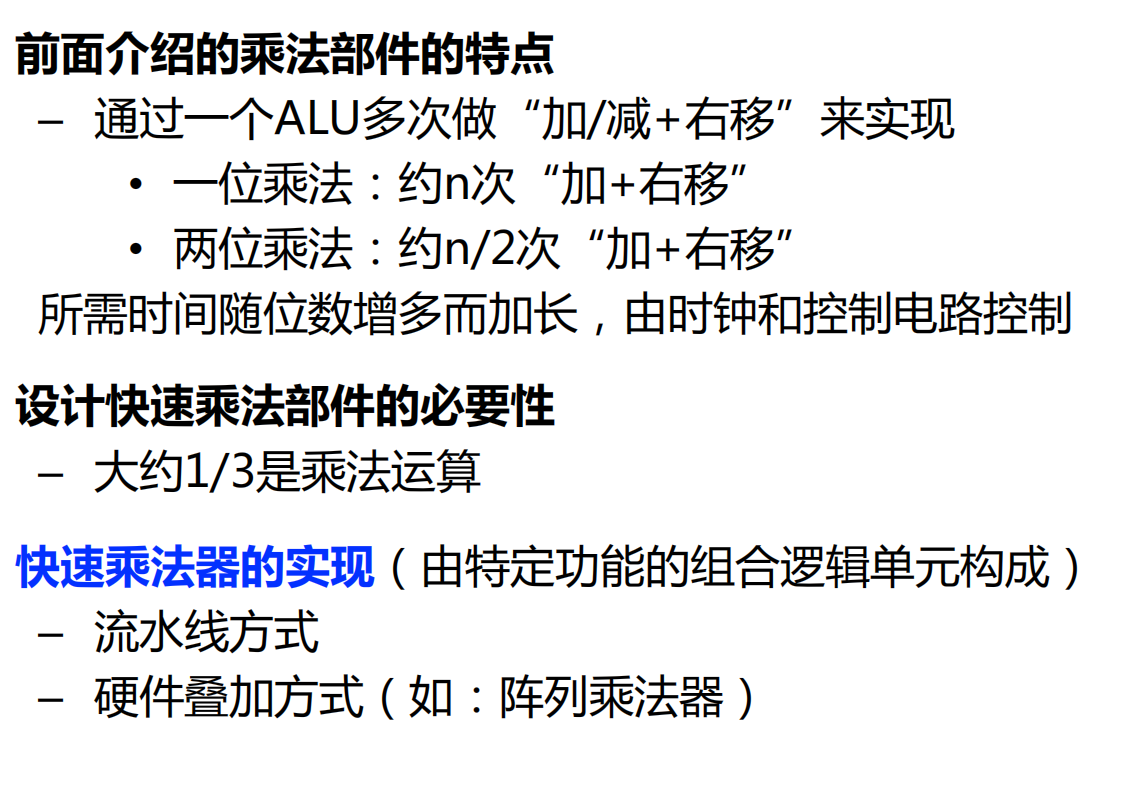 前面介绍的乘法部件的特点
– 通过一个ALU多次做“加/减+右移”来实现
• 一位乘法：约n次“加+右移”
• 两位乘法：约n/2次“加+右移”
所需时间随位数增多而加长，由时钟和控制电路控制
设计快速乘法部件的必要性
– 大约1/3是乘法运算
快速乘法器的实现（由特定功能的组合逻辑单元构成）
– 流水线方式
– 硬件叠加方式（如：阵列乘法器）